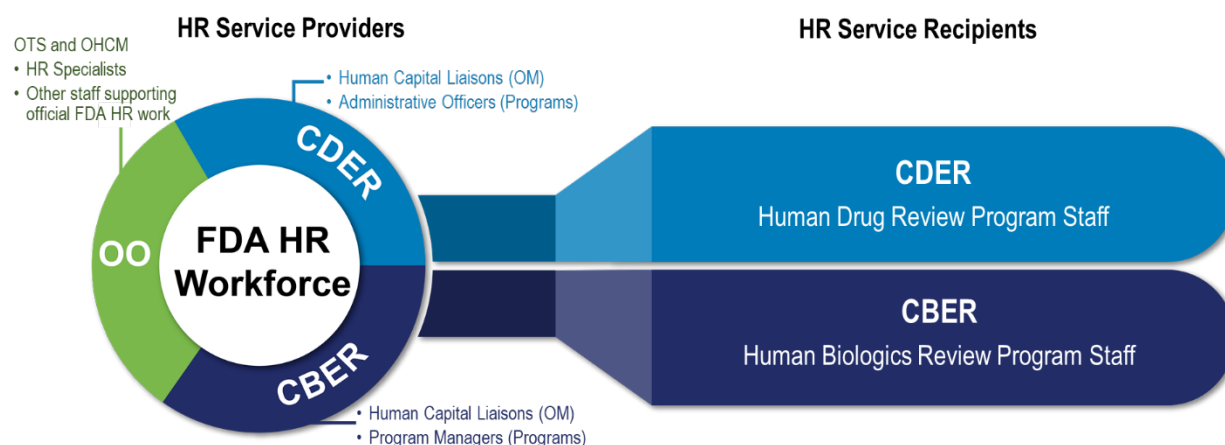 HR Service Providers
HR Service Recipients
OTS and OHCM
• HR Specialists
• Other staff supporting
official FDA HR work
• Human Capital Liaisons (OM)
• Administrative Officers (Programs)
CDER
OO
FDA HR
Workforce
CBER
• Human Capital Liaisons (OM)
• Program Managers (Programs)
CDER
Human Drug Review Program Staff
CBER
Human Biologics Review Program Staff